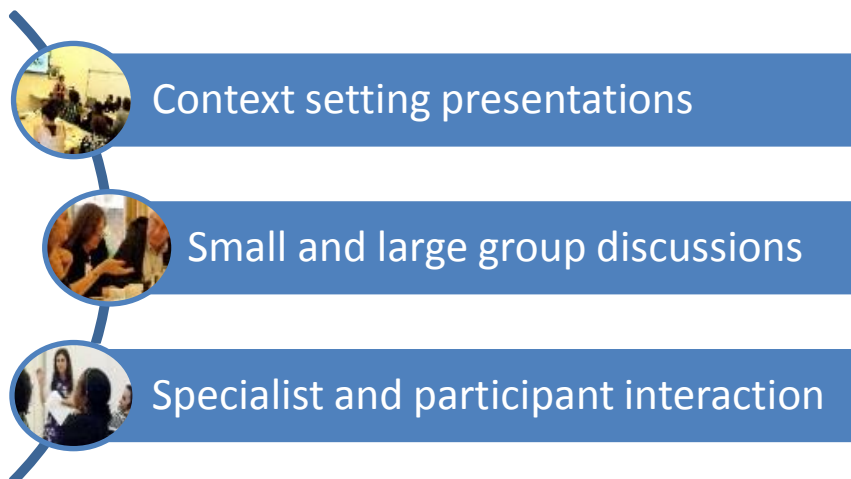 Context setting presentations
Small and large group discussions
Specialist and participant interaction